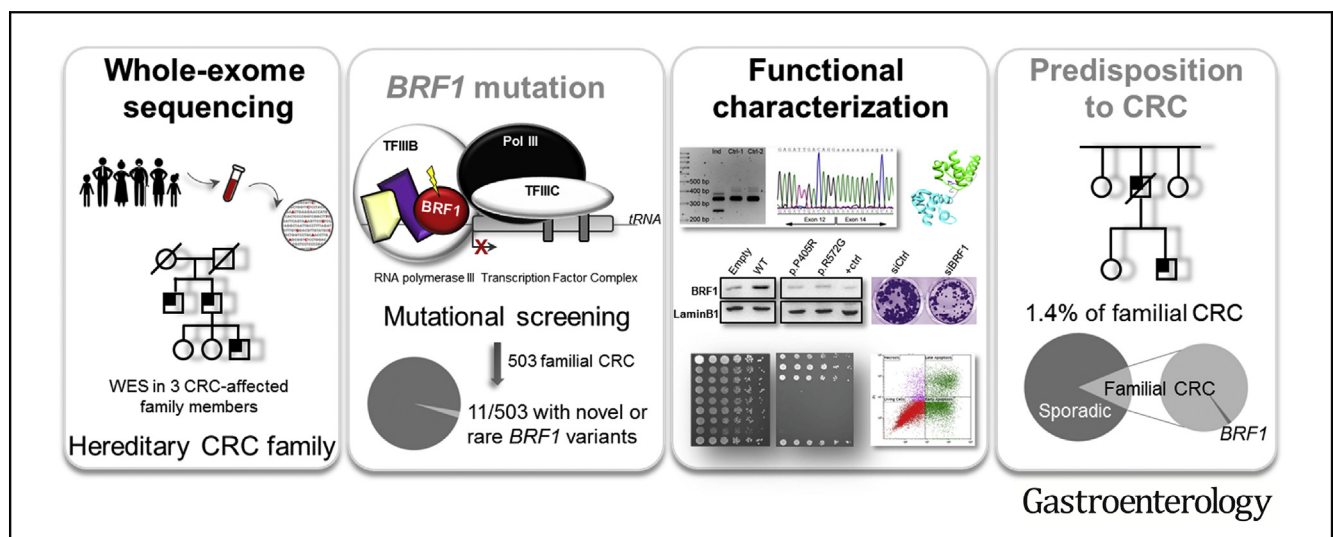 Whole-exome
sequencing
WES in 3 CRC-affected
family members
Hereditary CRC family
BRF1 mutation
TFIIIB
Pol III
TFIIIC
BRF1
tRNA
X
RNA polymerase III Transcription Factor Complex
Mutational screening
503 familial CRC
11/503 with novel or
rare BRF1 variants
Functional
characterization
Ind Ctrl-1 Ctrl-2
500 bp
400 bp
300 bp
200 bp
Exon 12 Exon 14
Empty
WT
p.P405R
p.R572G
+ctrl
siCtrl
siBRF1
BRF1
LaminB1
Predisposition
to CRC
1.4% of familial CRC
Familial CRC
Sporadic
BRF1
Gastroenterology